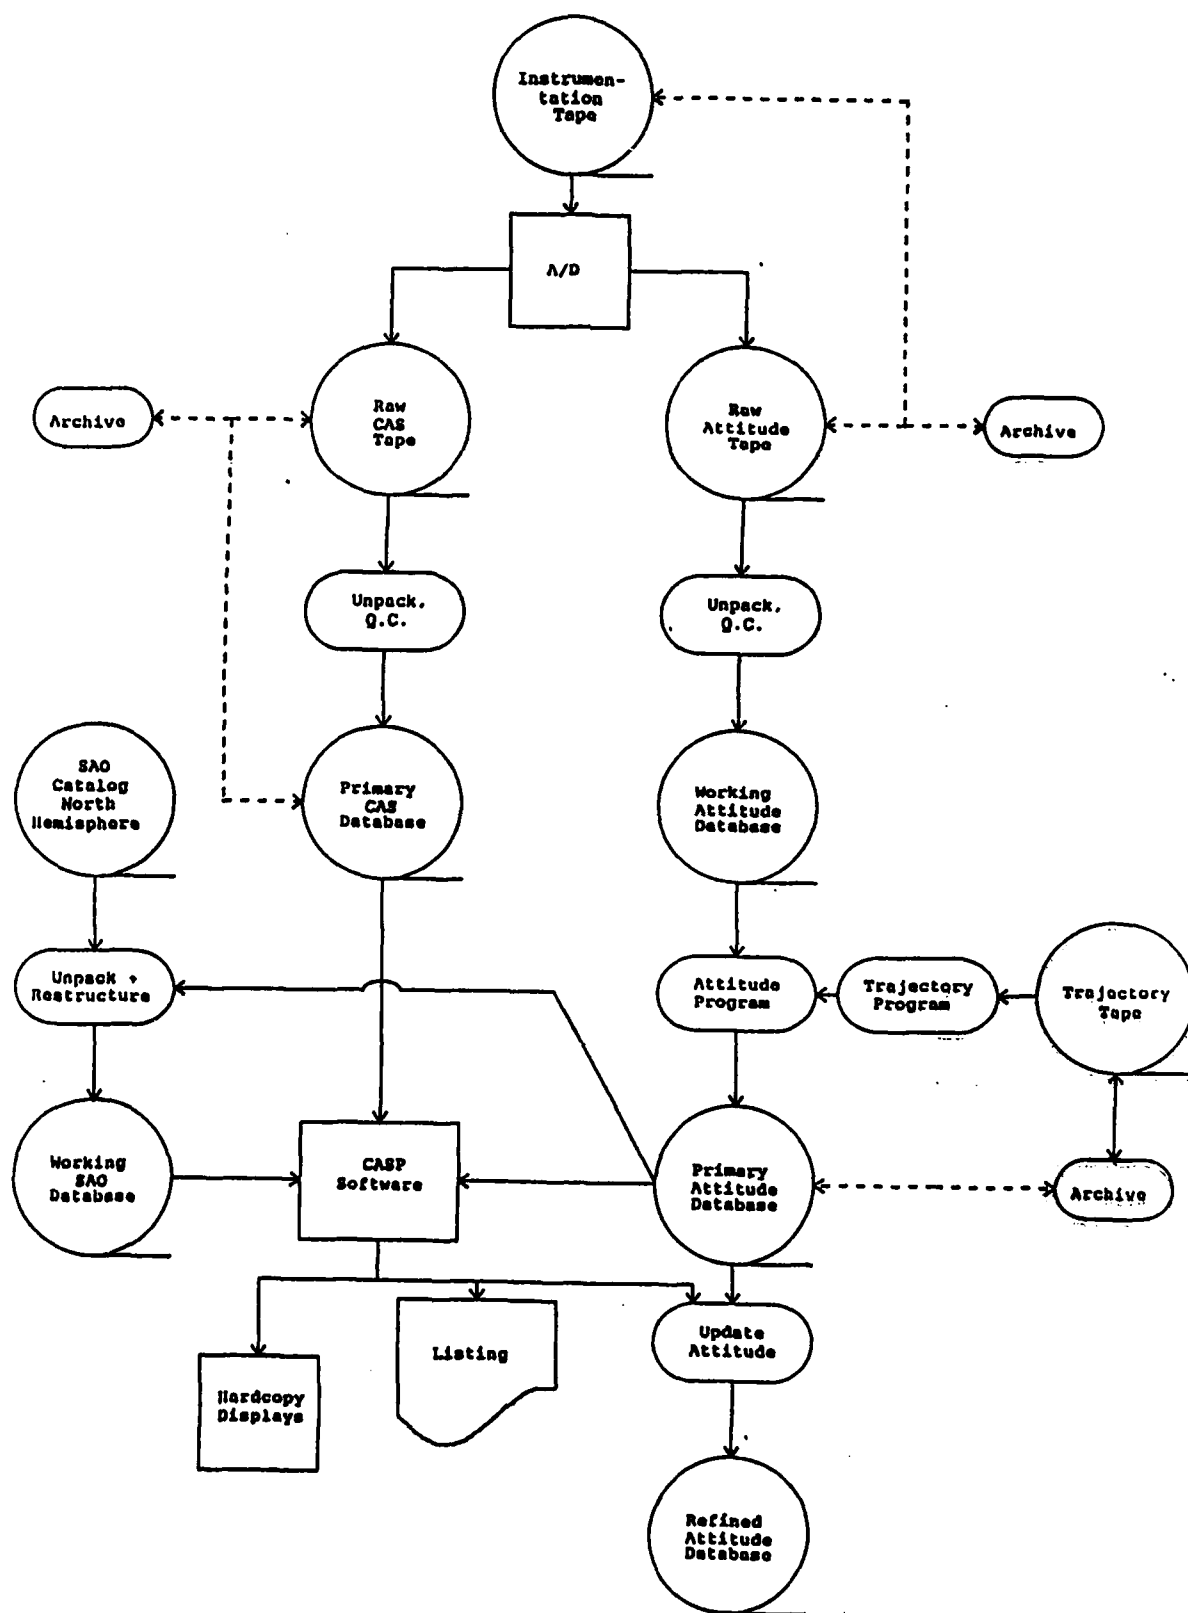 Instrumen-
tation
Tape
A/D
Archive
Raw
CAS
Tape
Raw
Attitude
Tape
Archive
Unpack,
Q.C.
Unpack,
Q.C.
SAO
Catalog
North
Hemisphere
Primary
CAS
Database
Working
Attitude
Database
Unpack +
Restructure
Attitude
Program
Trajectory
Program
Trajectory
Tape
Working
SAO
Database
CASP
Software
Primary
Attitude
Database
Archive
Hardcopy
Displays
Listing
Update
Attitude
Refined
Attitude
Database